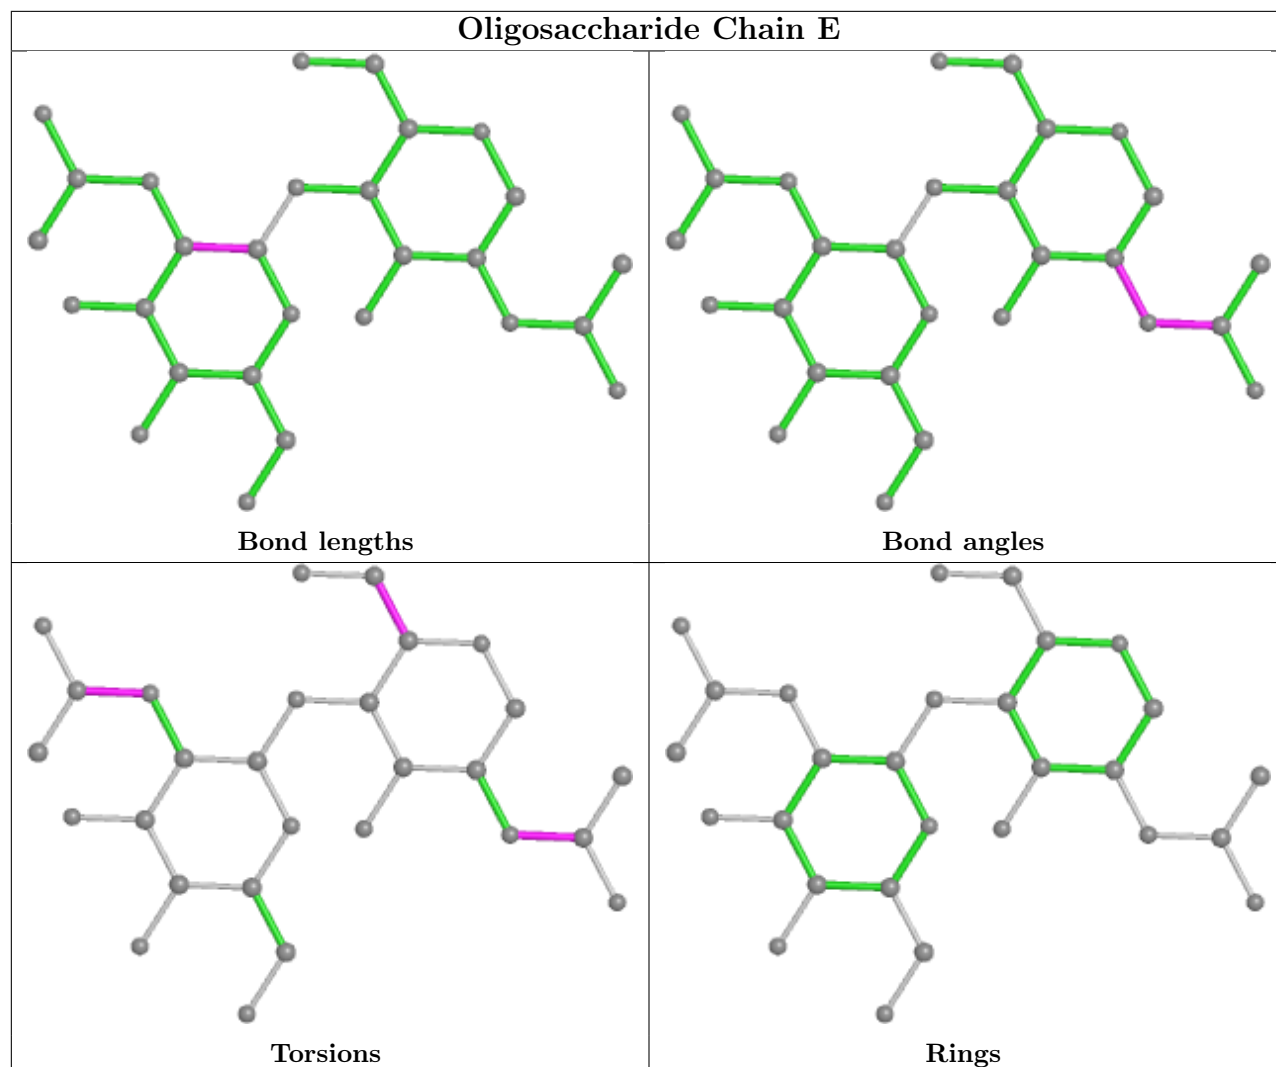 Oligosaccharide Chain E
Bond lengths
Bond angles
Torsions
Rings